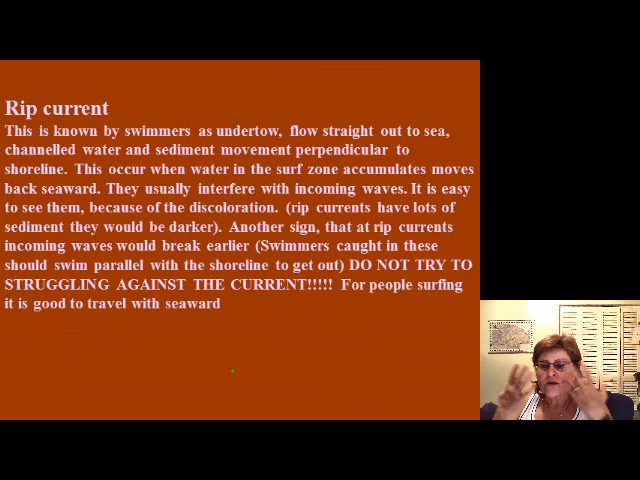 Rip current
This is known by swimmers as undertow, flow straight out to sea,
channelled water and sediment movement perpendicular to
shoreline. This occur when water in the surf zone accumulates moves
back seaward. They usually interfere with incoming waves. It is easy
to see them, because of the discoloration. (rip currents have lots of
sediment they would be darker). Another sign, that at rip currents
incoming waves would break earlier (Swimmers caught in these
should swim parallel with the shoreline to get out) DO NOT TRY TO
STRUGGLING AGAINST THE CURRENT!!!!! For people surfing
it is good to travel with seaward